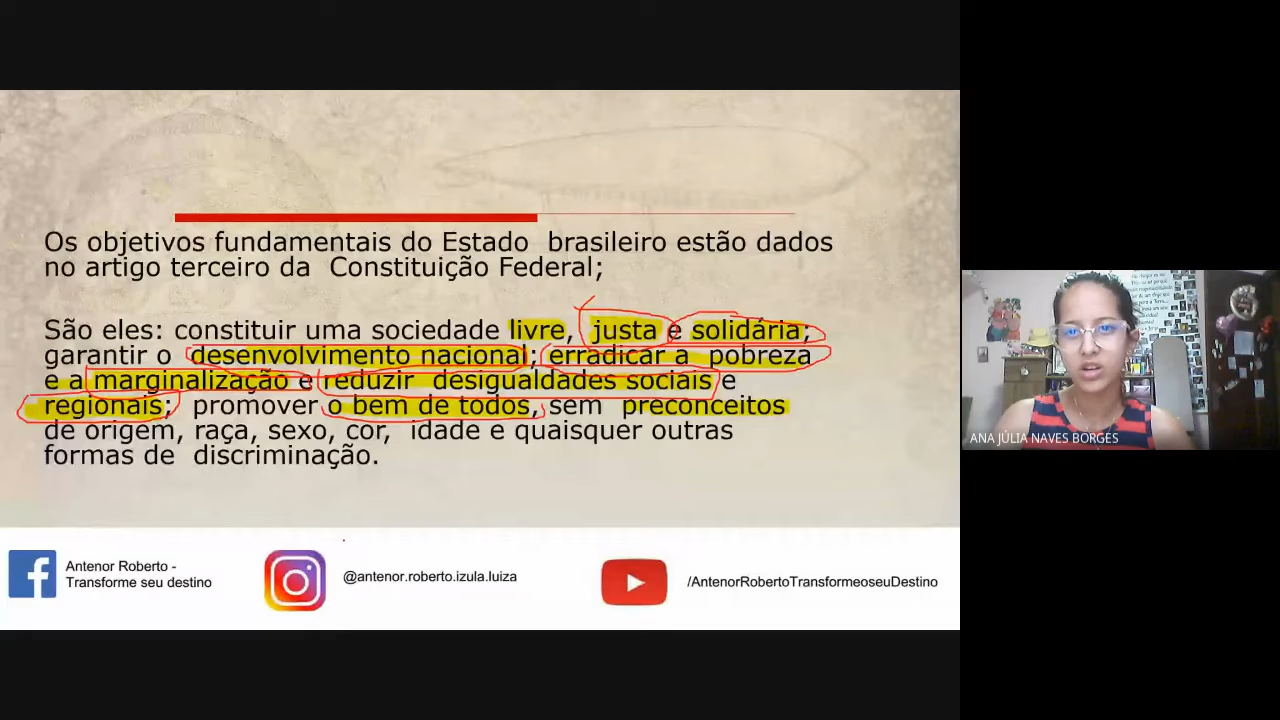 Os objetivos fundamentais do Estado brasileiro estão dados
no artigo terceiro da Constituição Federal;
São eles: constituir uma sociedade livre, justa e solidária;
garantir o desenvolvimento nacional; erradicar a pobreza
e a marginalização e reduzir desigualdades sociais e
regionais; promover o bem de todos, sem preconceitos
de origem, raça, sexo, cor, idade e quaisquer outras
formas de discriminação.
Antenor Roberto -
Transforme seu destino
@antenor.roberto.izula.luiza
/AntenorRobertoTransformeoseuDestino
ANA JÚLIA NAVES BORGES